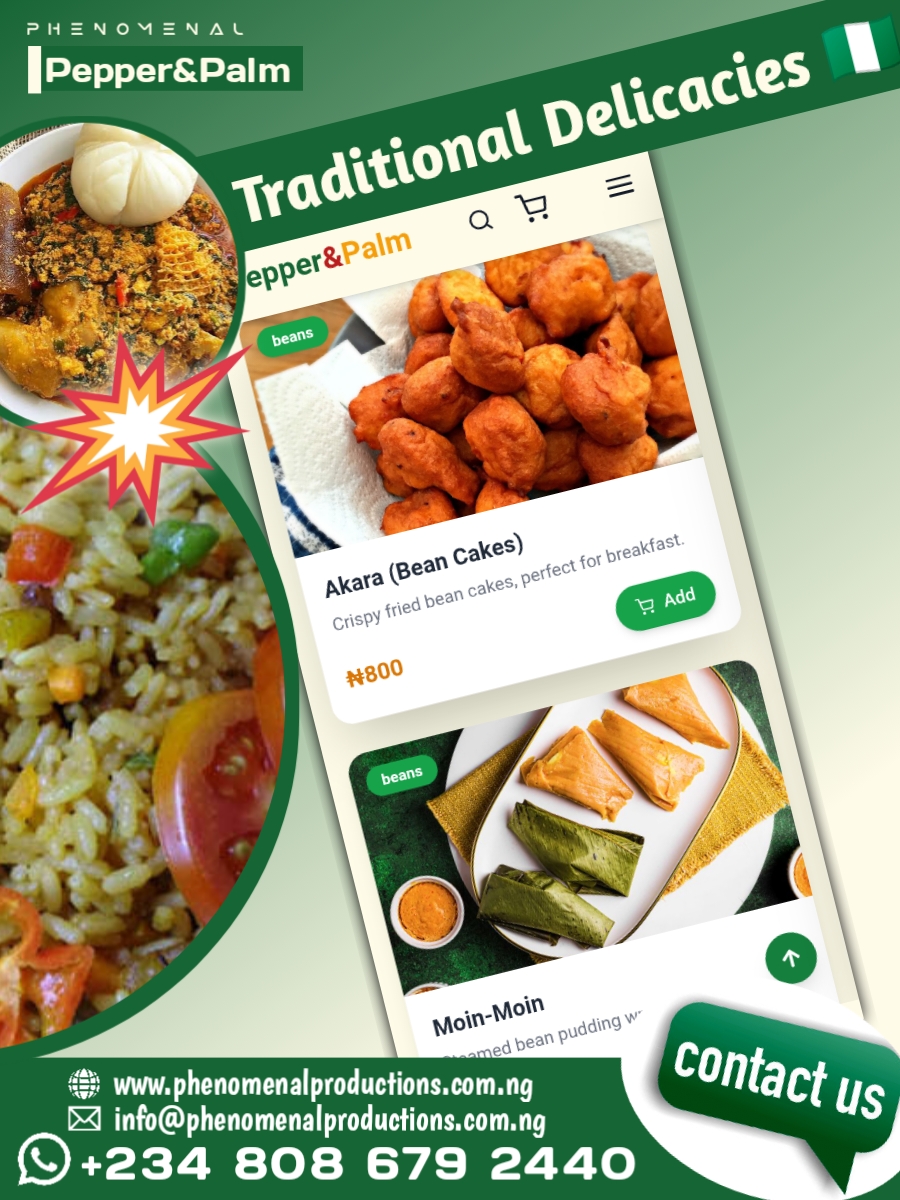 PHENOMENAL
Pepper&Palm
Traditional Delicacies
epper&Palm
beans
Akara (Bean Cakes)
Crispy fried bean cakes, perfect for breakfast.
Add
₦800
beans
Moin-Moin
Steamed bean pudding
www.phenomenalproductions.com.ng
info@phenomenalproductions.com.ng
+234 808 679 2440
contact us